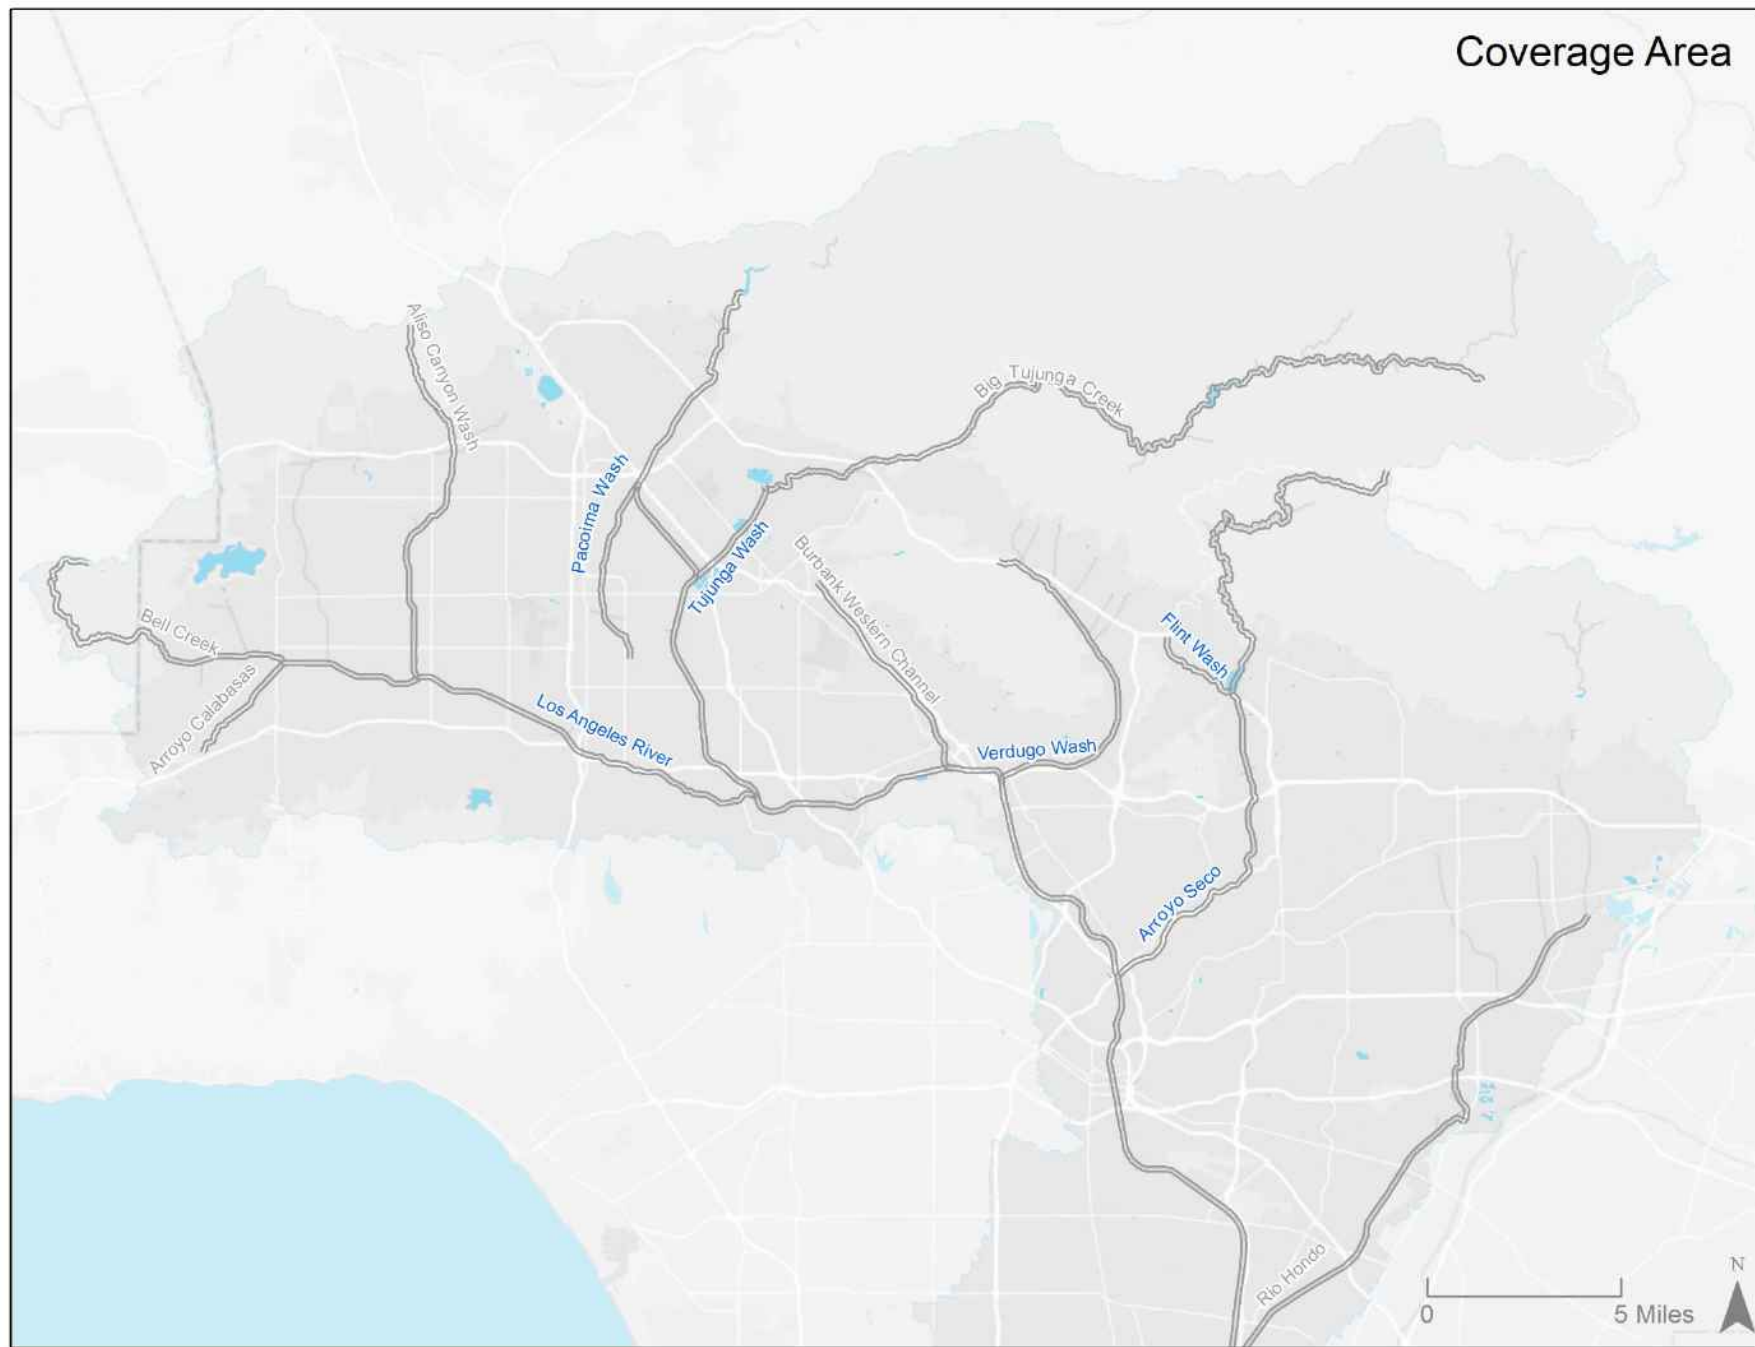 Coverage Area
Aliso Canyon Wash
Big Tujunga Creek
Pacoima Wash
Tujunga Wash
Burbank Western Channel
Bell Creek
Flint Wash
Arroyo Calabasas
Los Angeles River
Verdugo Wash
Arroyo Seco
Rio Hondo
N
0 5 Miles